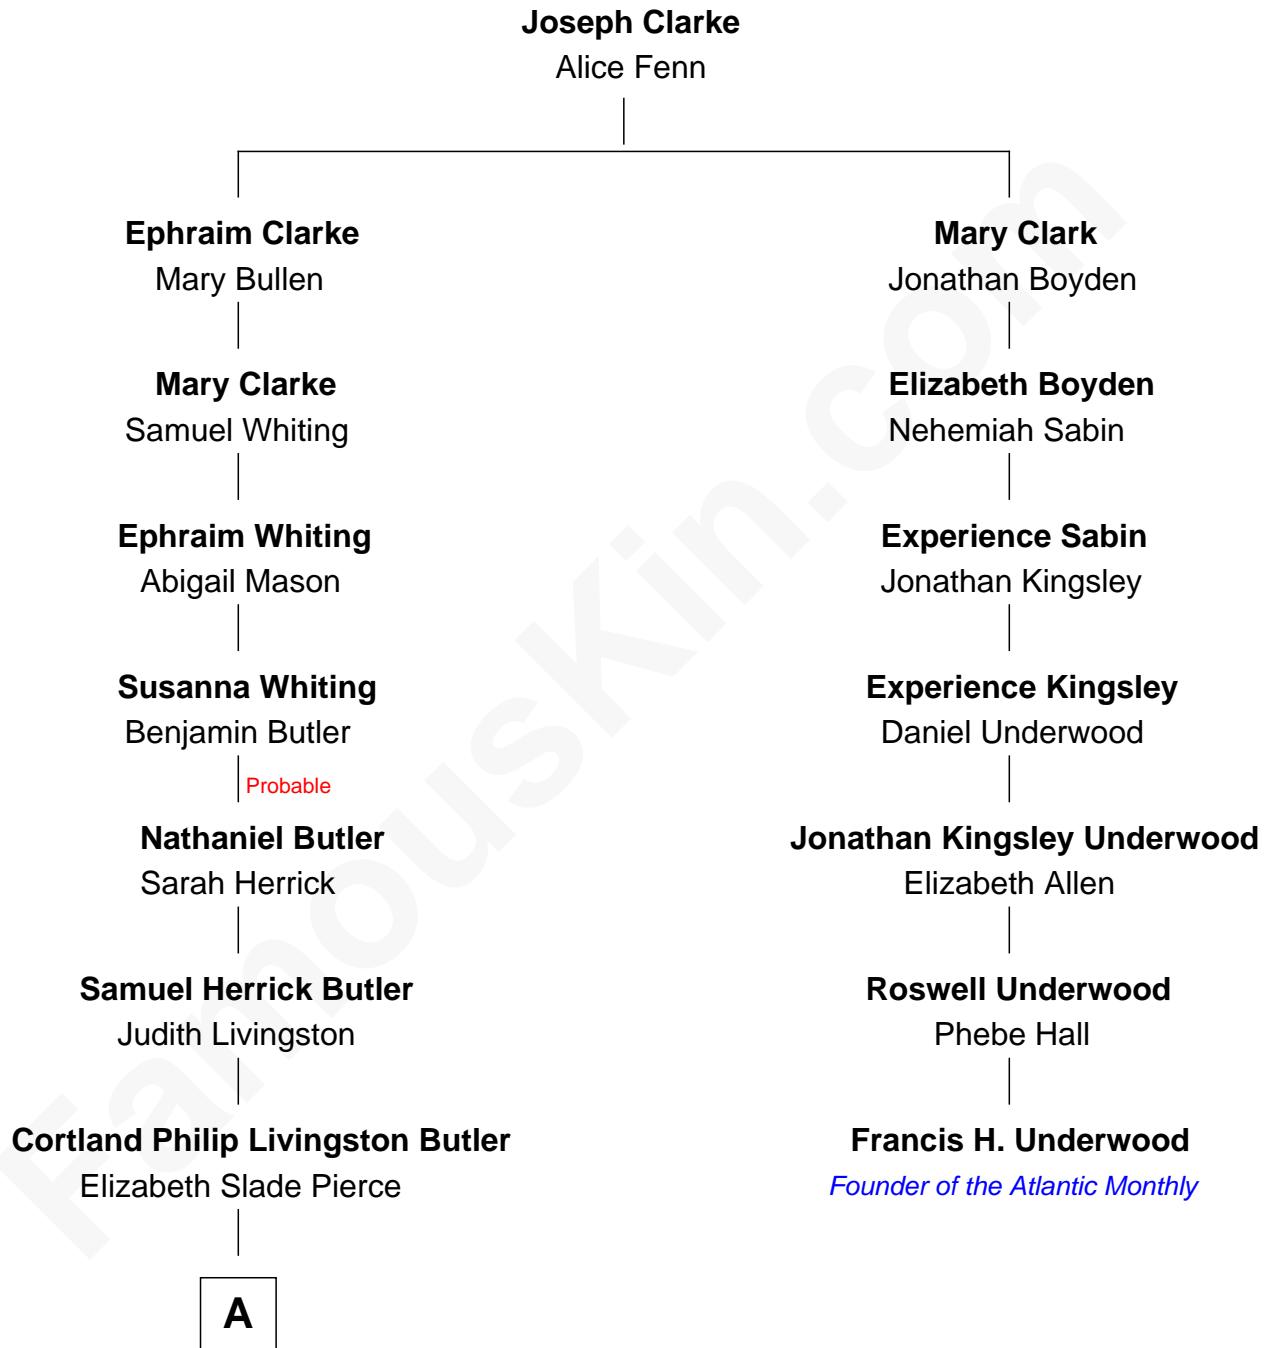 Joseph Clarke
Alice Fenn
Ephraim Clarke
Mary Bullen
Mary Clarke
Samuel Whiting
Ephraim Whiting
Abigail Mason
Susanna Whiting
Benjamin Butler
Probable
Nathaniel Butler
Sarah Herrick
Samuel Herrick Butler
Judith Livingston
Cortland Philip Livingston Butler
Elizabeth Slade Pierce
A
Mary Clark
Jonathan Boyden
Elizabeth Boyden
Nehemiah Sabin
Experience Sabin
Jonathan Kingsley
Experience Kingsley
Daniel Underwood
Jonathan Kingsley Underwood
Elizabeth Allen
Roswell Underwood
Phebe Hall
Francis H. Underwood
Founder of the Atlantic Monthly
FamousKin.com